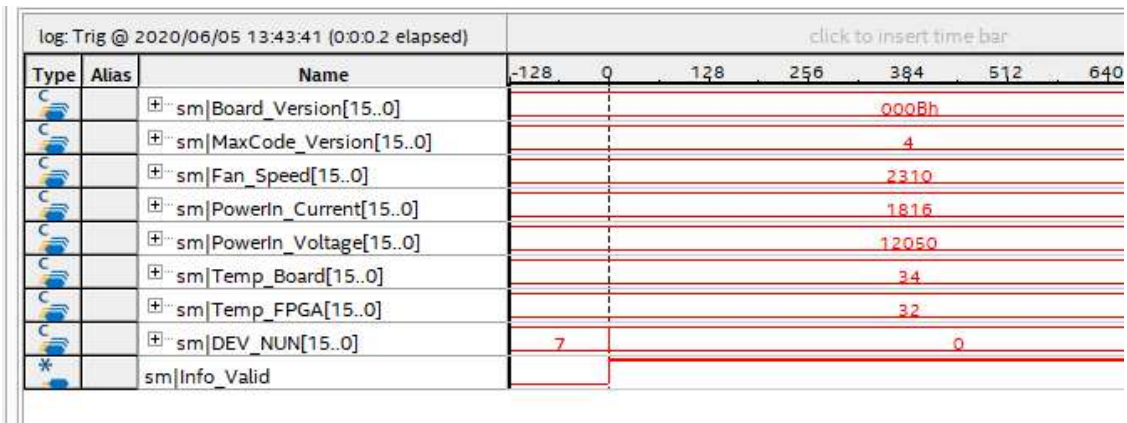 log: Trig @ 2020/06/05 13:43:41 (0:0:0.2 elapsed) click to insert time bar
Type Alias Name -128 0 128 256 384 512 640
C sm|Board_Version[15..0] 000Bh
C sm|MaxCode_Version[15..0] 4
C sm|Fan_Speed[15..0] 2310
C sm|PowerIn_Current[15..0] 1816
C sm|PowerIn_Voltage[15..0] 12050
C sm|Temp_Board[15..0] 34
C sm|Temp_FPGA[15..0] 32
C sm|DEV_NUN[15..0] 7 0
* sm|Info_Valid